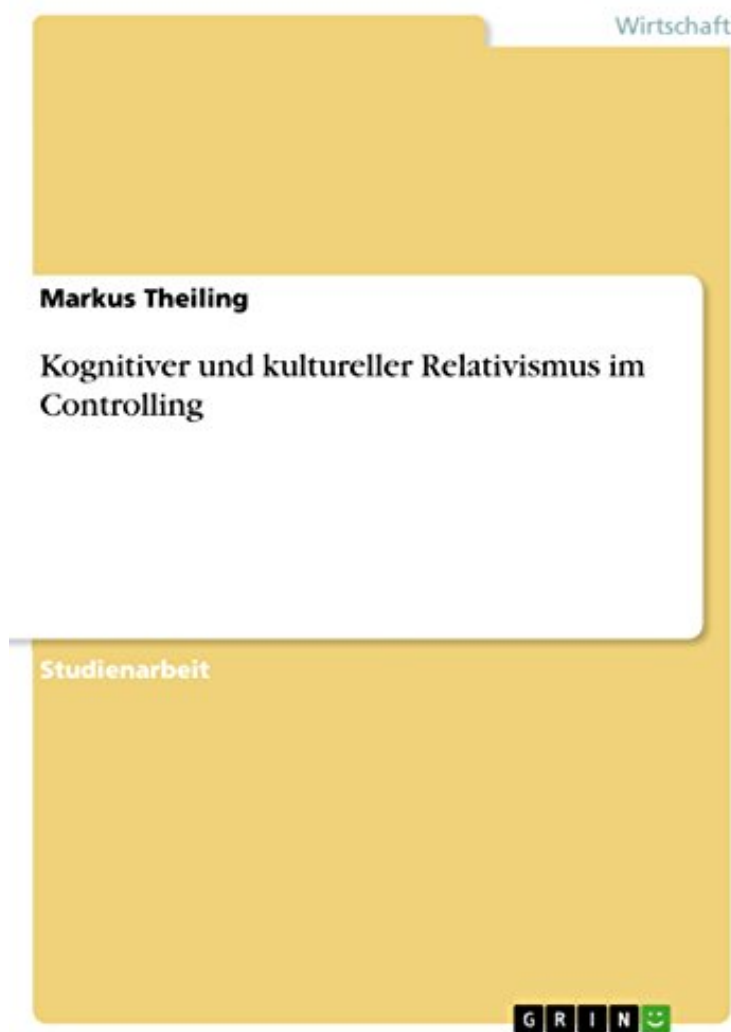 Wirtschaft
Markus Theiling
Kognitiver und kultureller Relativismus im
Controlling
Studienarbeit
GRIN